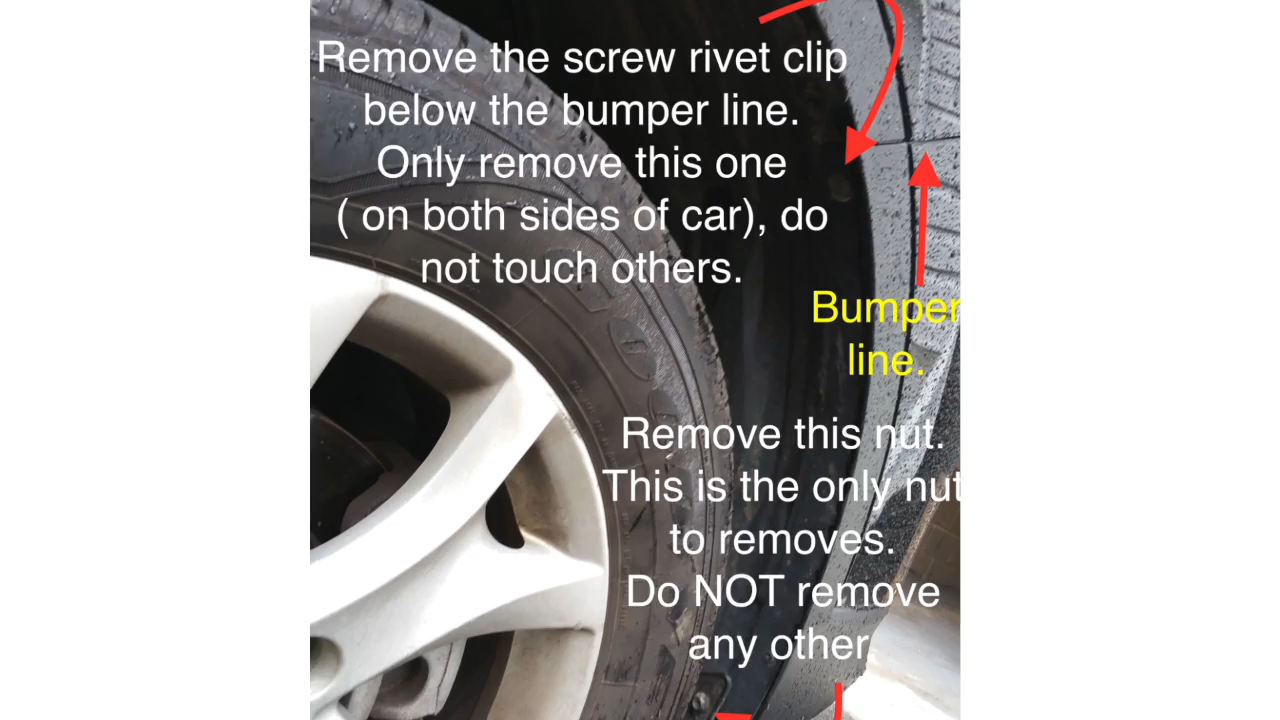 Remove the screw rivet clip
below the bumper line.
Only remove this one
( on both sides of car), do
not touch others.
Bumper
line.
Remove this nut.
This is the only nut
to removes.
Do NOT remove
any other.